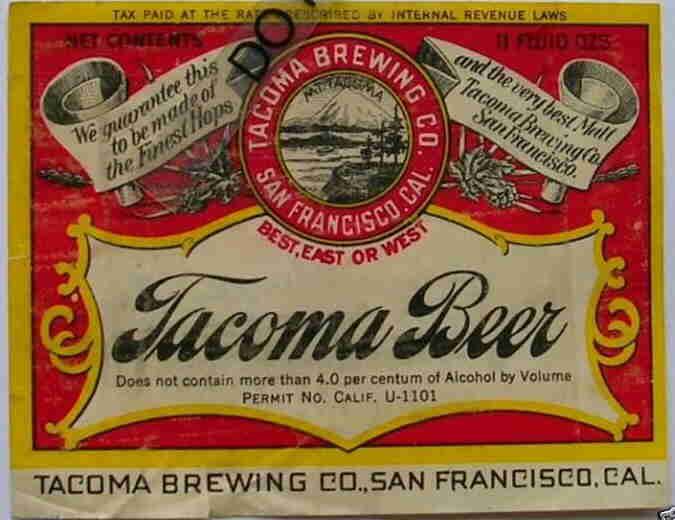 TAX PAID AT THE RATE PRESCRIBED BY INTERNAL REVENUE LAWS
NET CONTENTS
11 FLUID OZS
DO
We guarantee this
to be made of
the Finest Hops
TACOMA BREWING CO.
MT. TACOMA
SAN FRANCISCO, CAL.
and the very best Malt
Tacoma Brewing Co.
San Francisco.
BEST, EAST OR WEST
Tacoma Beer
Does not contain more than 4.0 per centum of Alcohol by Volume
PERMIT NO. CALIF. U-1101
TACOMA BREWING CO., SAN FRANCISCO, CAL.